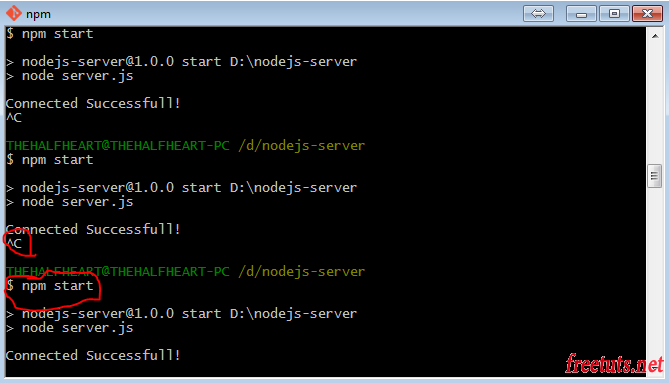 npm
$ npm start
> nodejs-server@1.0.0 start D:\nodejs-server
> node server.js
Connected Successfull!
^C
THEHALFHEART@THEHALFHEART-PC /d/nodejs-server
$ npm start
> nodejs-server@1.0.0 start D:\nodejs-server
> node server.js
Connected Successfull!
^C
THEHALFHEART@THEHALFHEART-PC /d/nodejs-server
$ npm start
> nodejs-server@1.0.0 start D:\nodejs-server
> node server.js
Connected Successfull!
freetuts.net